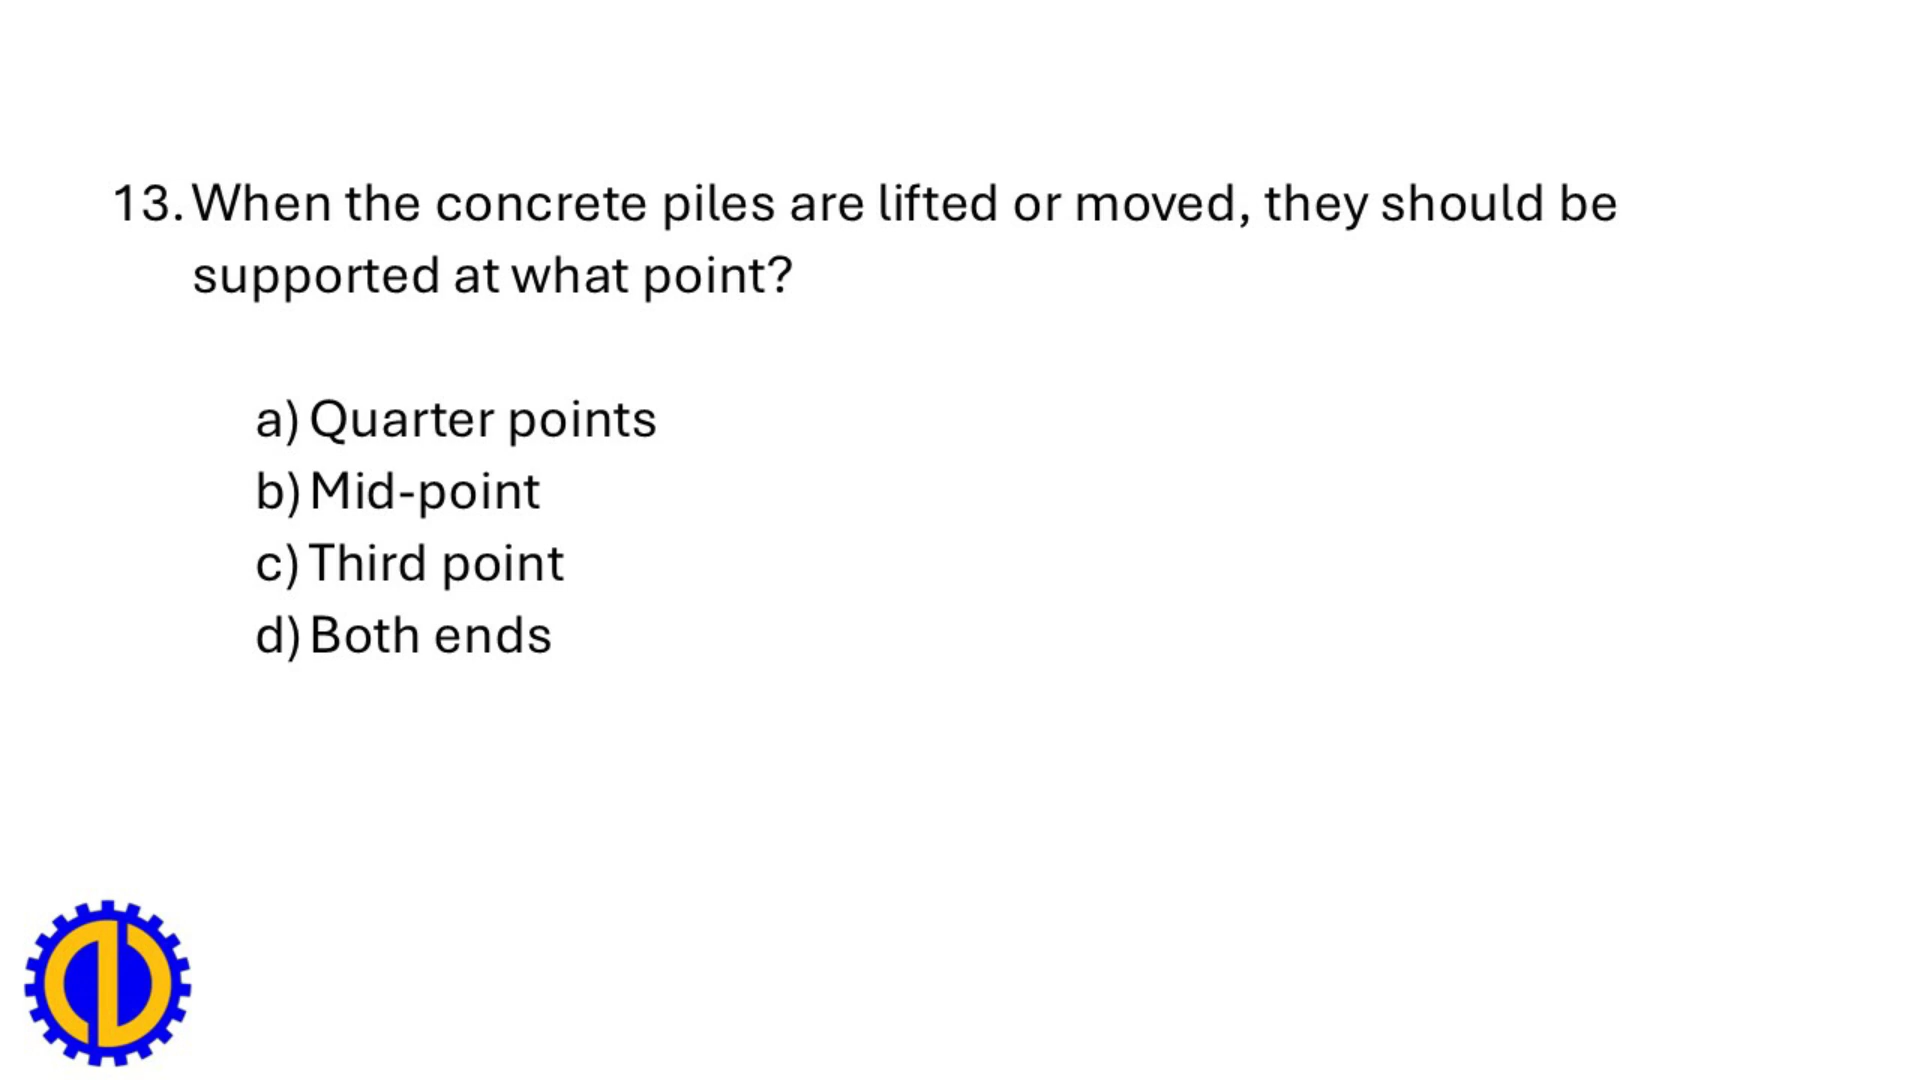 13. When the concrete piles are lifted or moved, they should be
supported at what point?
a) Quarter points
b) Mid-point
c) Third point
d) Both ends